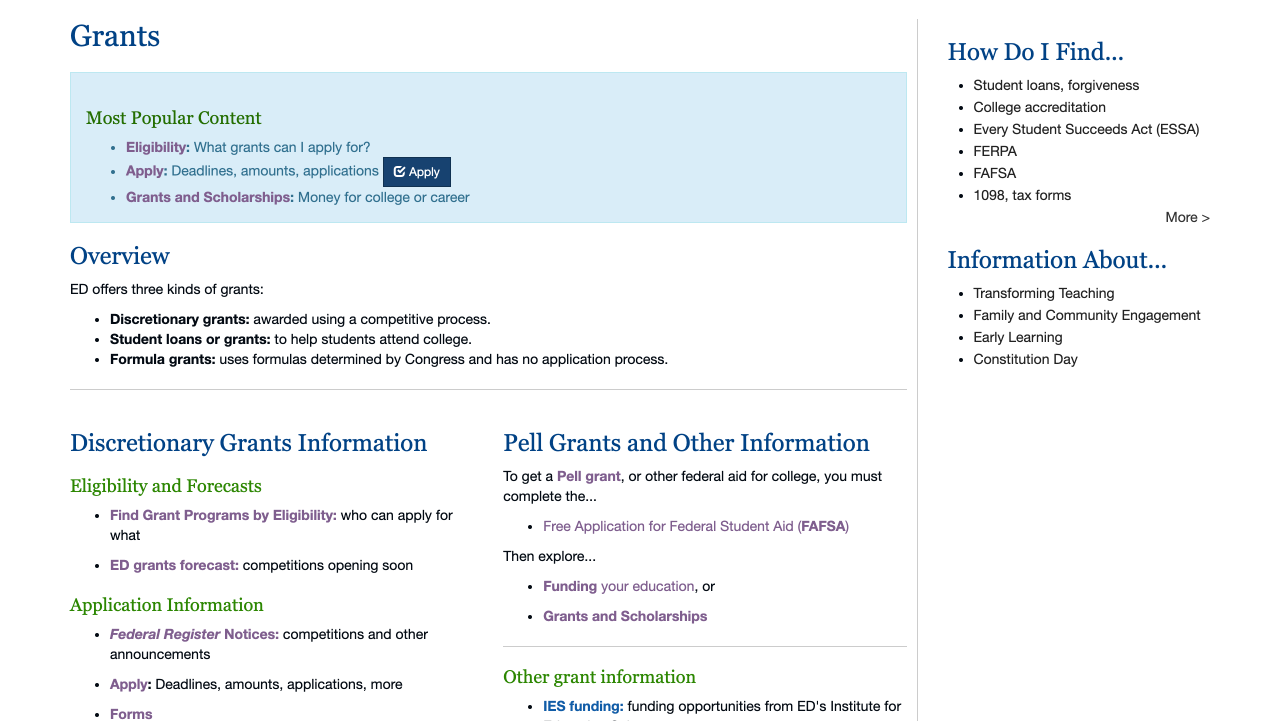 Grants
Most Popular Content
Eligibility: What grants can I apply for?
Apply: Deadlines, amounts, applications Apply
Grants and Scholarships: Money for college or career
Overview
ED offers three kinds of grants:
Discretionary grants: awarded using a competitive process.
Student loans or grants: to help students attend college.
Formula grants: uses formulas determined by Congress and has no application process.
Discretionary Grants Information
Eligibility and Forecasts
Find Grant Programs by Eligibility: who can apply for
what
ED grants forecast: competitions opening soon
Application Information
Federal Register Notices: competitions and other
announcements
Apply: Deadlines, amounts, applications, more
Forms
Pell Grants and Other Information
To get a Pell grant, or other federal aid for college, you must
complete the...
Free Application for Federal Student Aid (FAFSA)
Then explore...
Funding your education, or
Grants and Scholarships
Other grant information
IES funding: funding opportunities from ED's Institute for
How Do I Find...
Student loans, forgiveness
College accreditation
Every Student Succeeds Act (ESSA)
FERPA
FAFSA
1098, tax forms
More >
Information About...
Transforming Teaching
Family and Community Engagement
Early Learning
Constitution Day